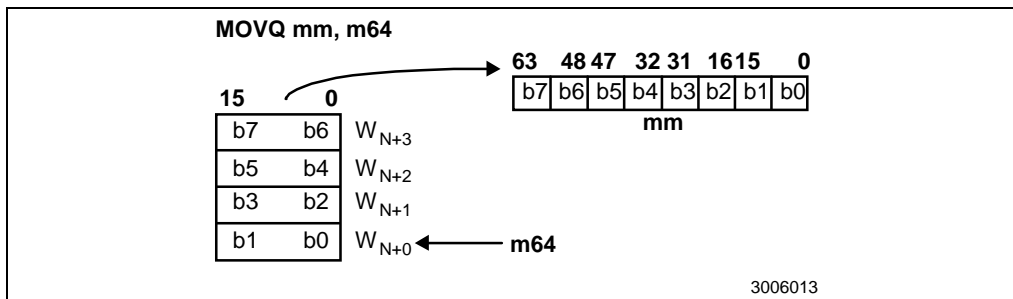 MOVQ mm, m64
63 48 47 32 31 16 15 0
b7 b6 b5 b4 b3 b2 b1 b0
mm
15 0
b7 b6 W N+3
b5 b4 W N+2
b3 b2 W N+1
b1 b0 W N+0 m64
3006013